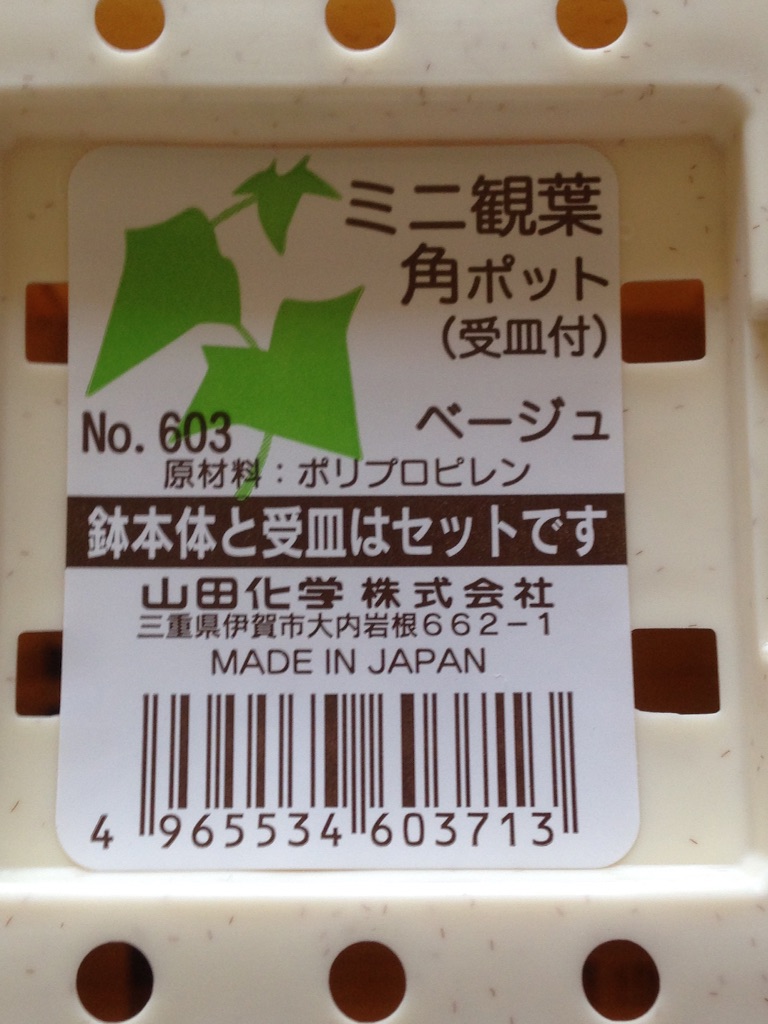 ミニ観葉
角ポット
(受皿付)
No.603 ベージュ
原材料：ポリプロピレン
鉢本体と受皿はセットです
山田化学株式会社
三重県伊賀市大内岩根６６２－１
MADE IN JAPAN
4 965534 603713